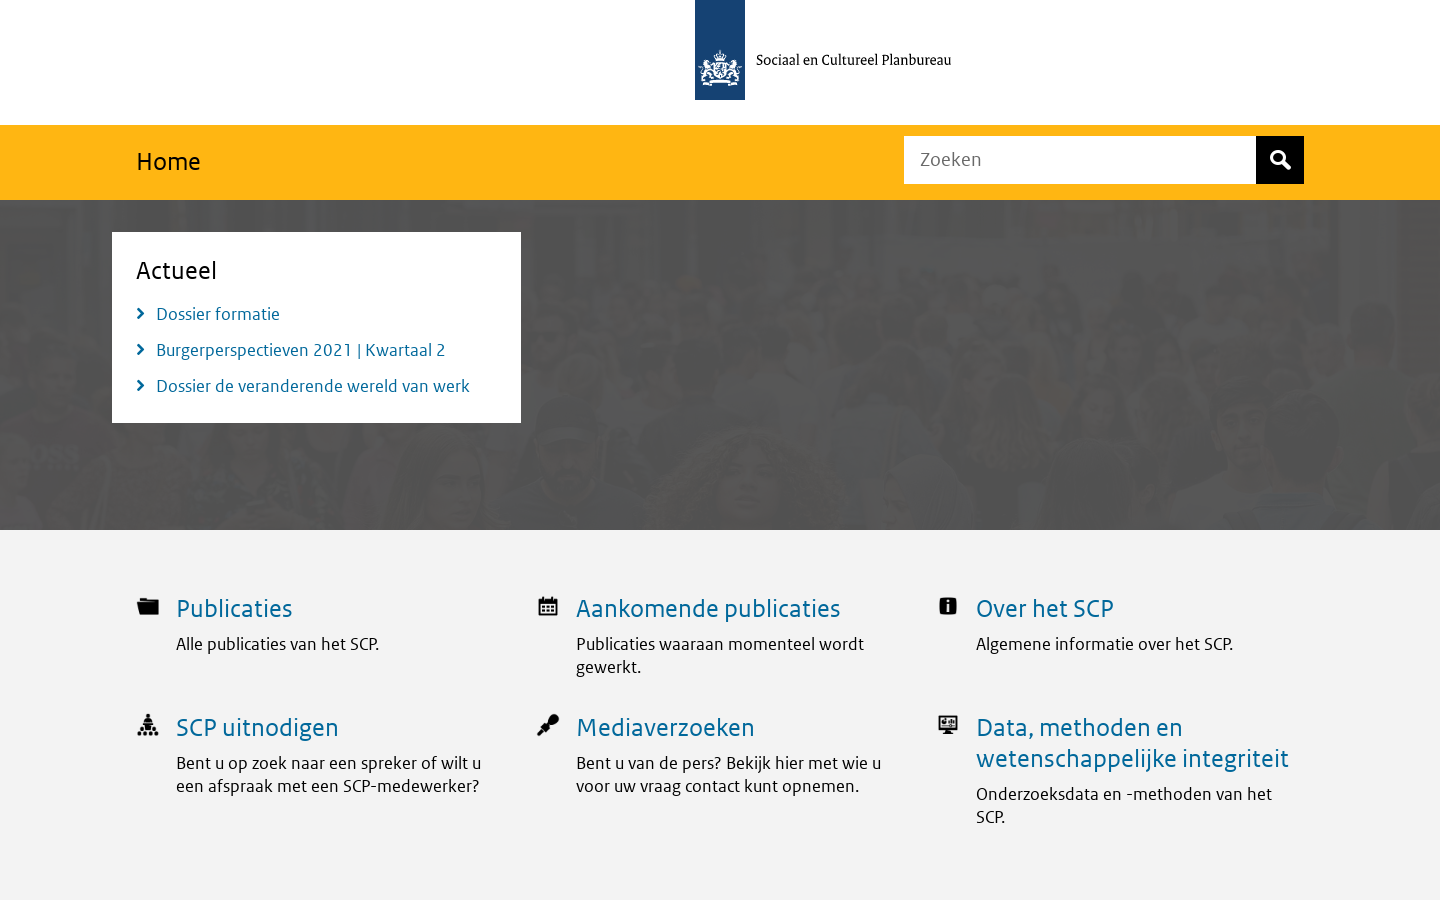 Sociaal en Cultureel Planbureau
Home
Zoeken
Actueel
Dossier formatie
Burgerperspectieven 2021 | Kwartaal 2
Dossier de veranderende wereld van werk
Publicaties
Alle publicaties van het SCP.
Aankomende publicaties
Publicaties waaraan momenteel wordt
gewerkt.
Over het SCP
Algemene informatie over het SCP.
SCP uitnodigen
Bent u op zoek naar een spreker of wilt u
een afspraak met een SCP-medewerker?
Mediaverzoeken
Bent u van de pers? Bekijk hier met wie u
voor uw vraag contact kunt opnemen.
Data, methoden en
wetenschappelijke integriteit
Onderzoeksdata en -methoden van het
SCP.